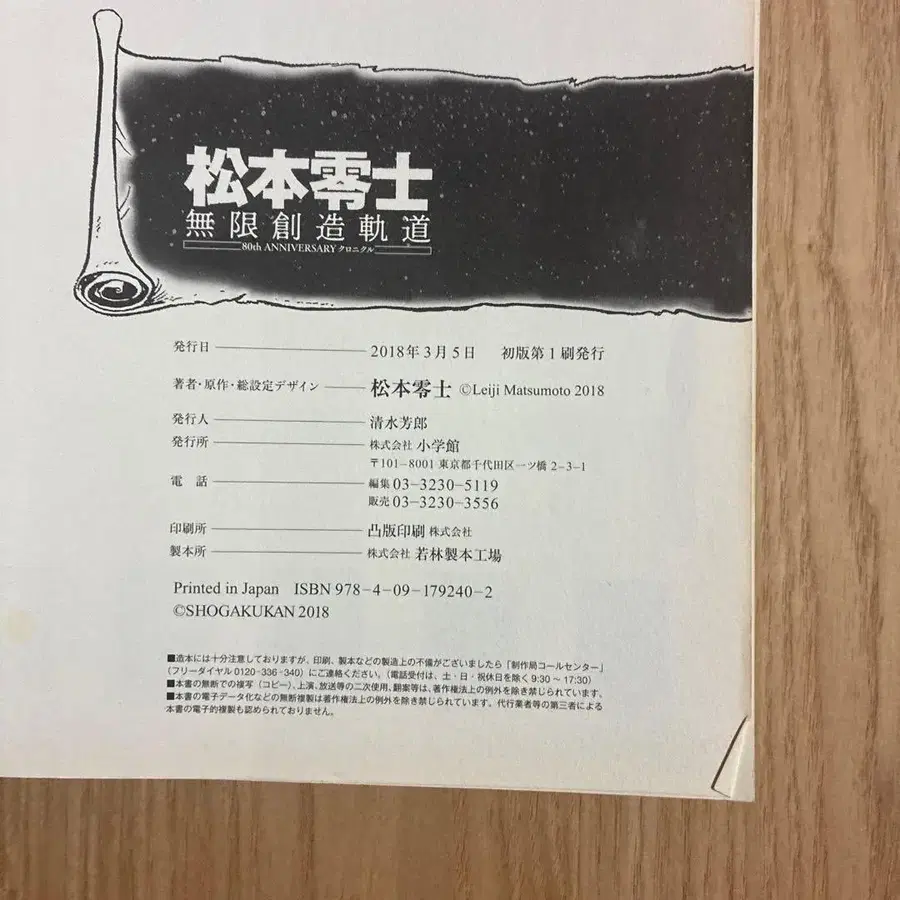 松本零士
無限創造軌道
80th ANNIVERSARY クロニクル
発行日 2018年3月5日 初版第1刷発行
著者・原作・総設定デザイン 松本零士 ©Leiji Matsumoto 2018
発行人 清水芳郎
発行所 株式会社 小学館
〒101-8001 東京都千代田区一ツ橋 2-3-1
電話 編集 03-3230-5119
販売 03-3230-3556
印刷所 凸版印刷 株式会社
製本所 株式会社 若林製本工場
Printed in Japan ISBN 978-4-09-179240-2
©SHOGAKUKAN 2018
■造本には十分注意しておりますが、印刷、製本などの製造上の不備がございましたら「制作局コールセンター」
(フリーダイヤル0120-336-340)にご連絡ください。(電話受付は、土・日・祝休日を除く9:30~17:30)
■本書の無断での複写(コピー)、上演、放送等の二次使用、翻案等は、著作権法上の例外を除き禁じられています。
■本書の電子データ化などの無断複製は著作権法上の例外を除き禁じられています。代行業者等の第三者による
本書の電子的複製も認められておりません。